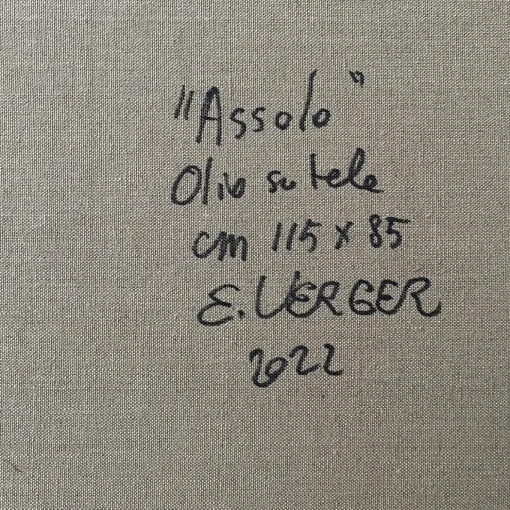 "Assolo"
Olio su tela
cm 115 x 85
E. VERGER
2022